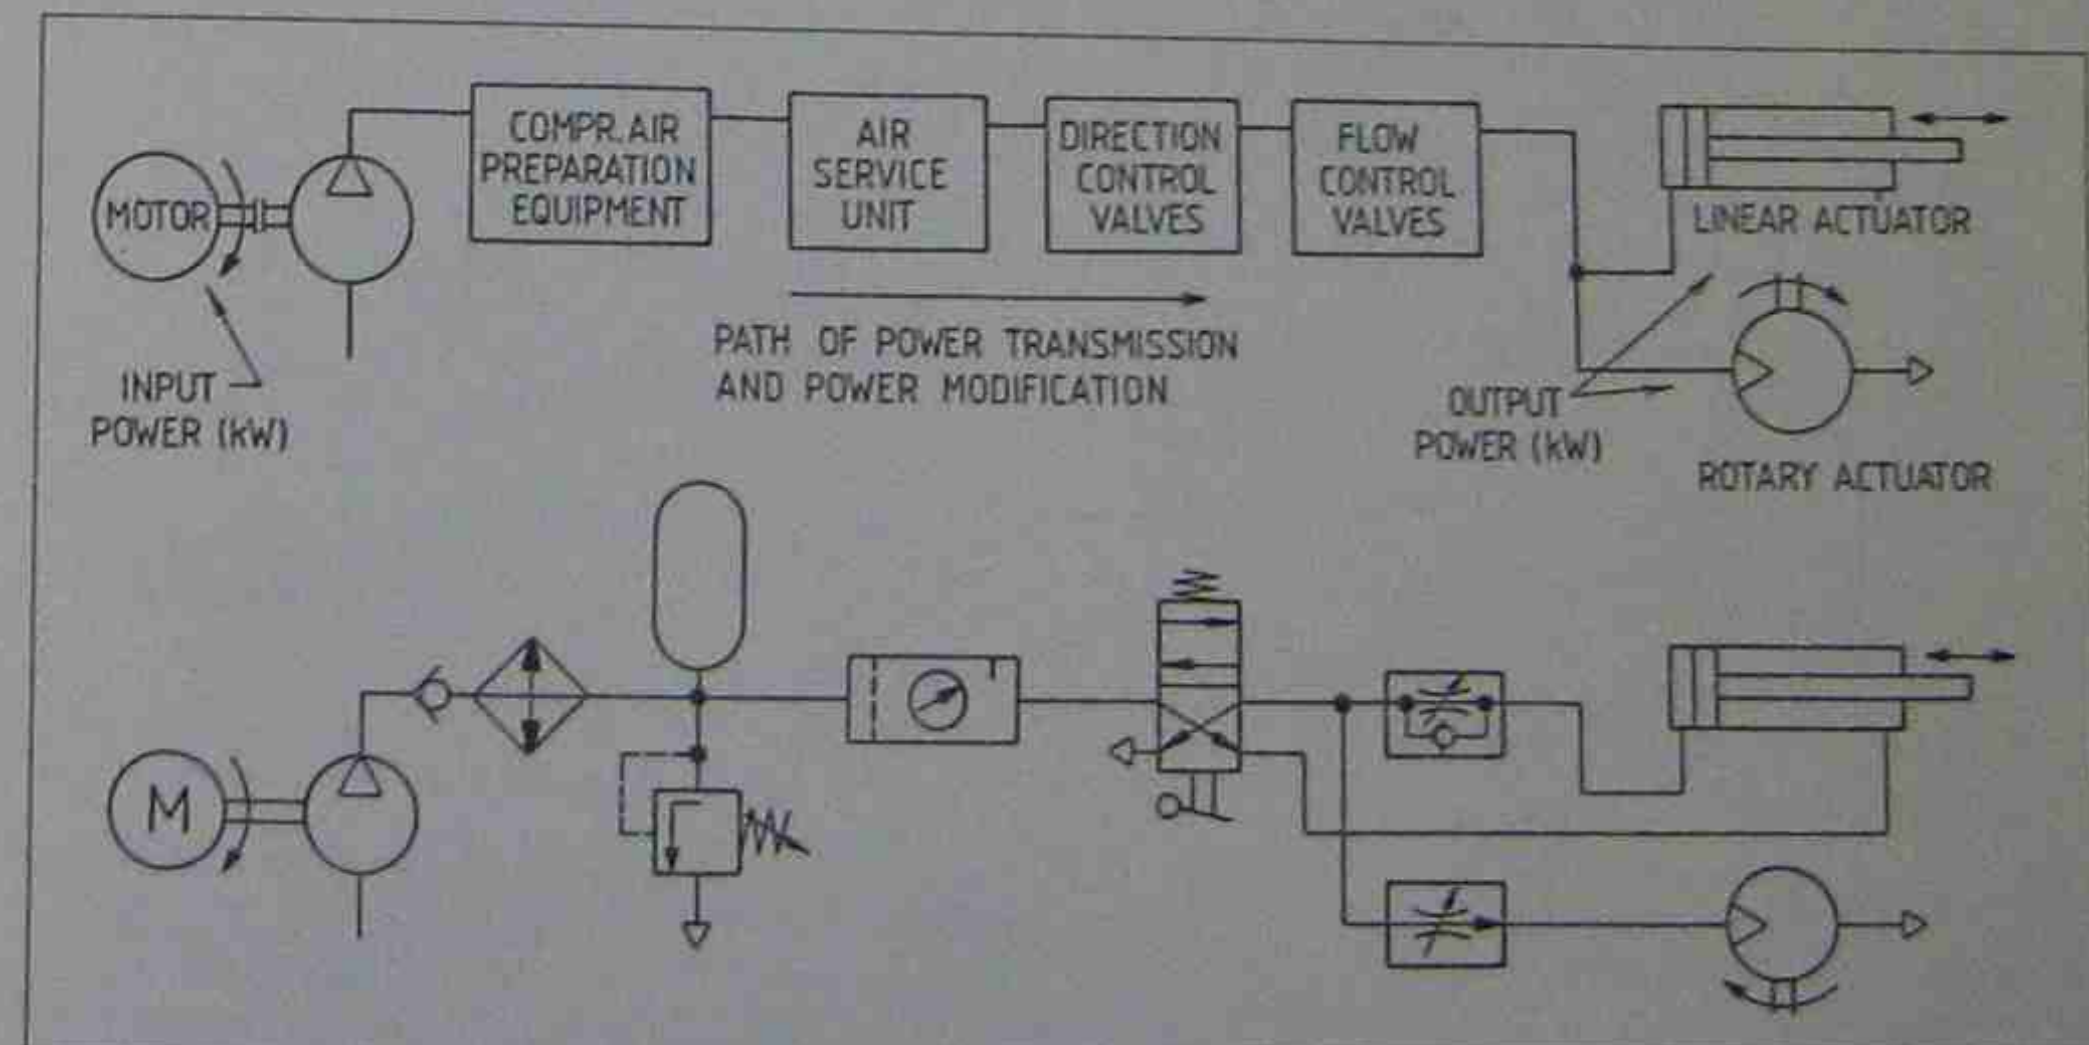 MOTOR
COMPR. AIR
PREPARATION
EQUIPMENT
AIR
SERVICE
UNIT
DIRECTION
CONTROL
VALVES
FLOW
CONTROL
VALVES
LINEAR ACTUATOR
PATH OF POWER TRANSMISSION
AND POWER MODIFICATION
INPUT
POWER (kW)
OUTPUT
POWER (kW)
ROTARY ACTUATOR
M